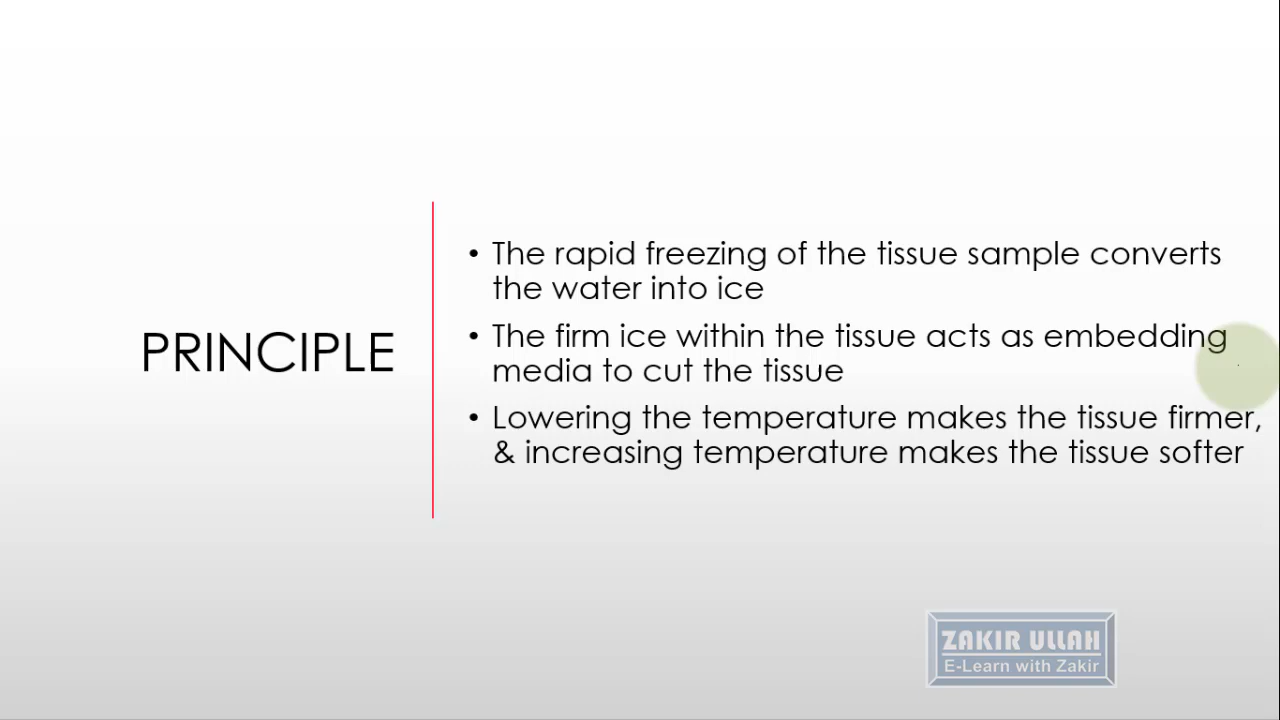 PRINCIPLE
• The rapid freezing of the tissue sample converts
the water into ice
• The firm ice within the tissue acts as embedding
media to cut the tissue
• Lowering the temperature makes the tissue firmer,
& increasing temperature makes the tissue softer
ZAKIR ULLAH
E-Learn with Zakir